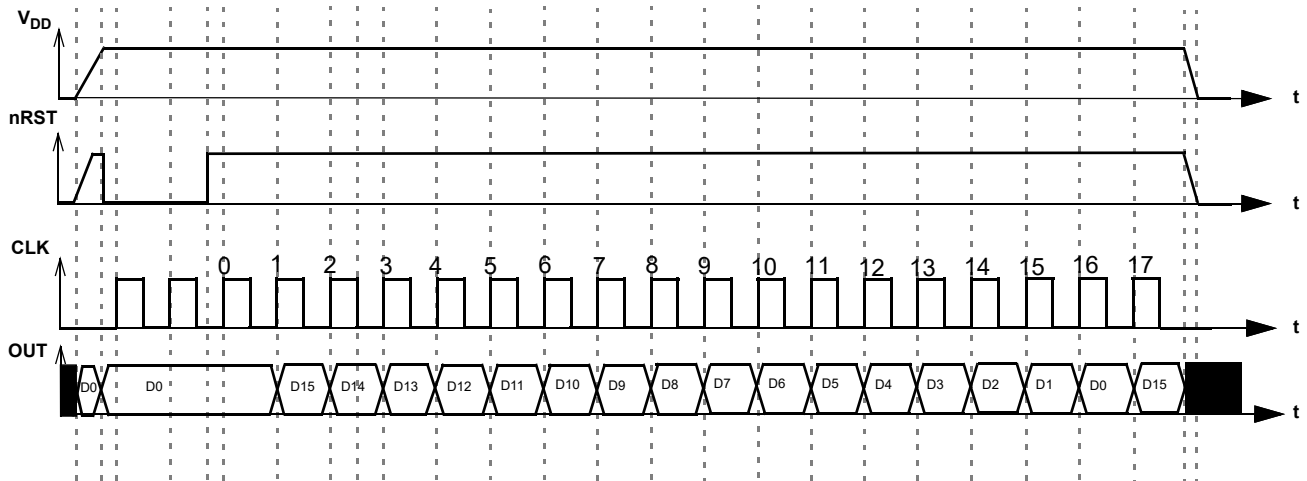 VDD
t
nRST
t
CLK
0 1 2 3 4 5 6 7 8 9 10 11 12 13 14 15 16 17
t
OUT
D0 D0 D15 D14 D13 D12 D11 D10 D9 D8 D7 D6 D5 D4 D3 D2 D1 D0 D15
t